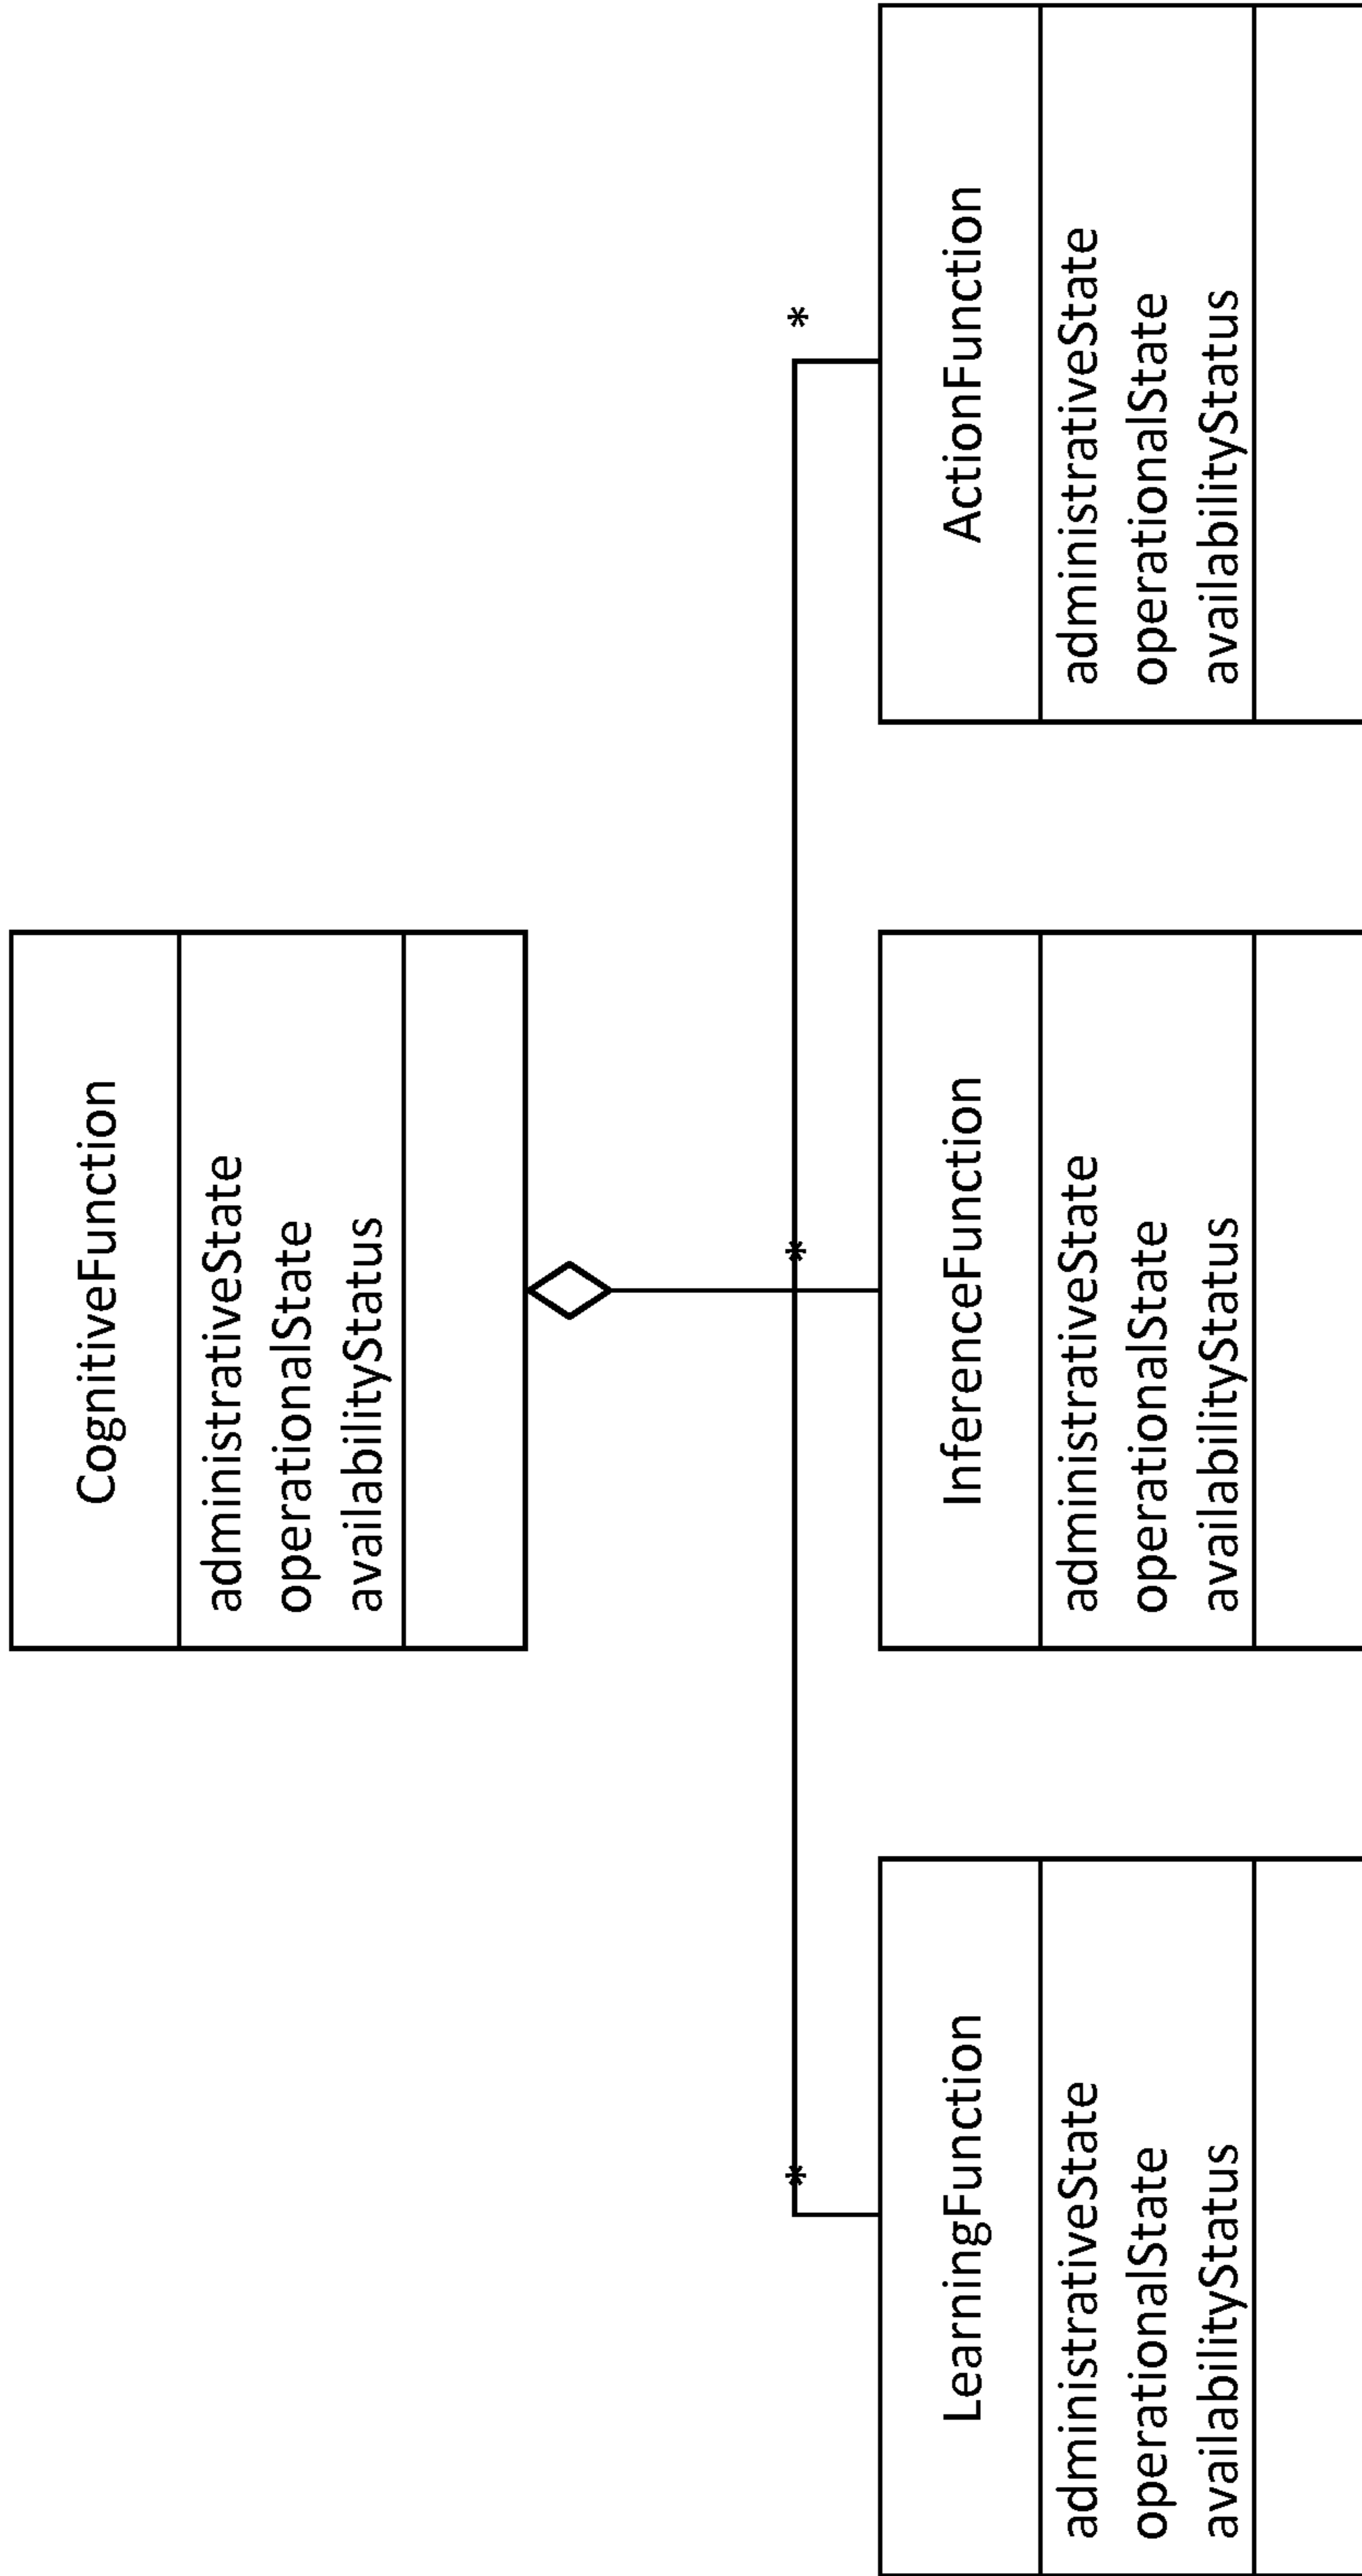 CognitiveFunction
administrativeState
operationalState
availabilityStatus
*
*
*
LearningFunction
administrativeState
operationalState
availabilityStatus
InferenceFunction
administrativeState
operationalState
availabilityStatus
ActionFunction
administrativeState
operationalState
availabilityStatus